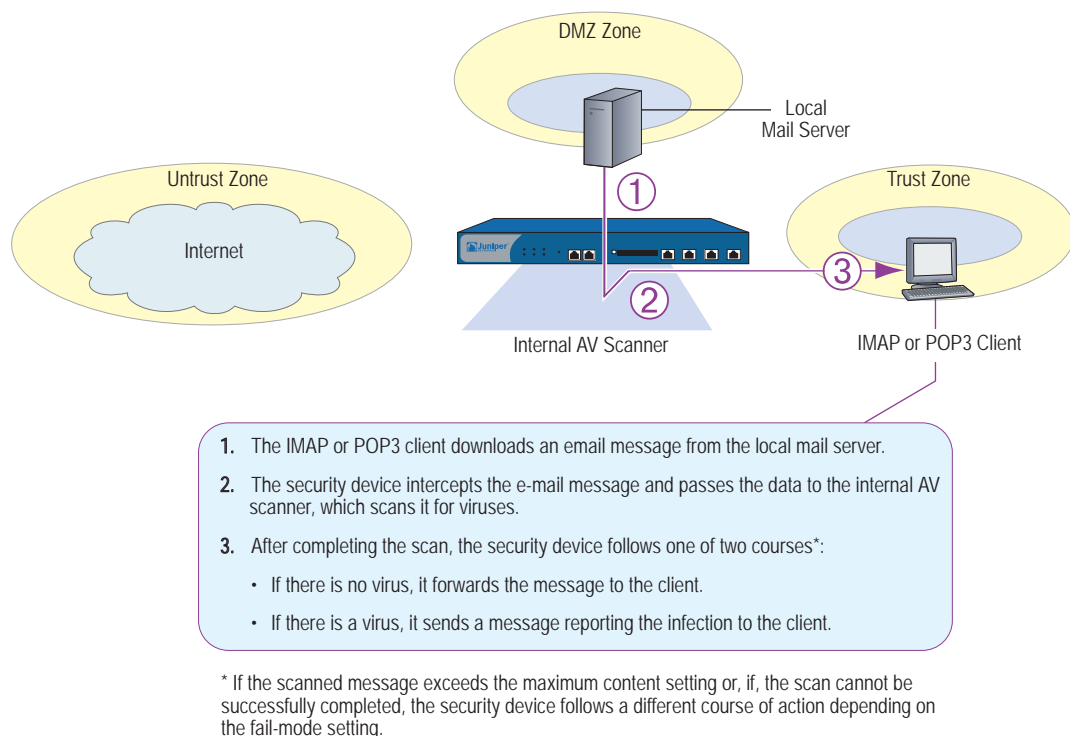 DMZ Zone
Local
Mail Server
Untrust Zone
Internet
1
Trust Zone
Juniper
2
3
Internal AV Scanner
IMAP or POP3 Client
1. The IMAP or POP3 client downloads an email message from the local mail server.
2. The security device intercepts the e-mail message and passes the data to the internal AV
scanner, which scans it for viruses.
3. After completing the scan, the security device follows one of two courses*:
• If there is no virus, it forwards the message to the client.
• If there is a virus, it sends a message reporting the infection to the client.
* If the scanned message exceeds the maximum content setting or, if, the scan cannot be
successfully completed, the security device follows a different course of action depending on
the fail-mode setting.